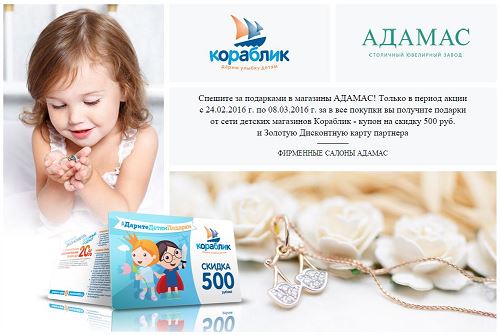 кораблик
дарим улыбку детям
АДАМАС
СТОЛИЧНЫЙ ЮВЕЛИРНЫЙ ЗАВОД
Спешите за подарками в магазины АДАМАС! Только в период акции
с 24.02.2016 г. по 08.03.2016 г. за в все покупки вы получите подарки
от сети детских магазинов Кораблик - купон на скидку 500 руб.
и Золотую Дисконтную карту партнера
ФИРМЕННЫЕ САЛОНЫ АДАМАС
#ДаритеДетямПодарки
кораблик
СКИДКА
500
рублей
20%